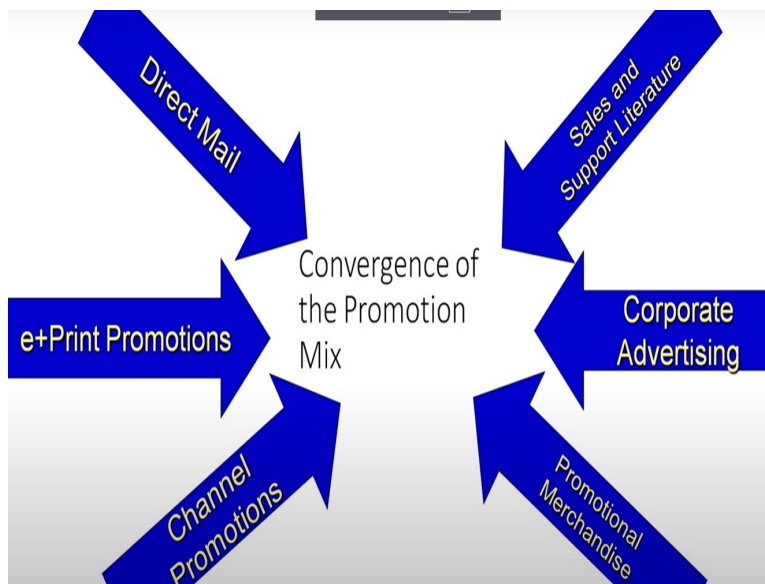 Direct Mail
Sales and
Support Literature
Convergence of
the Promotion
Mix
e+Print Promotions
Corporate
Advertising
Channel
Promotions
Promotional
Merchandise